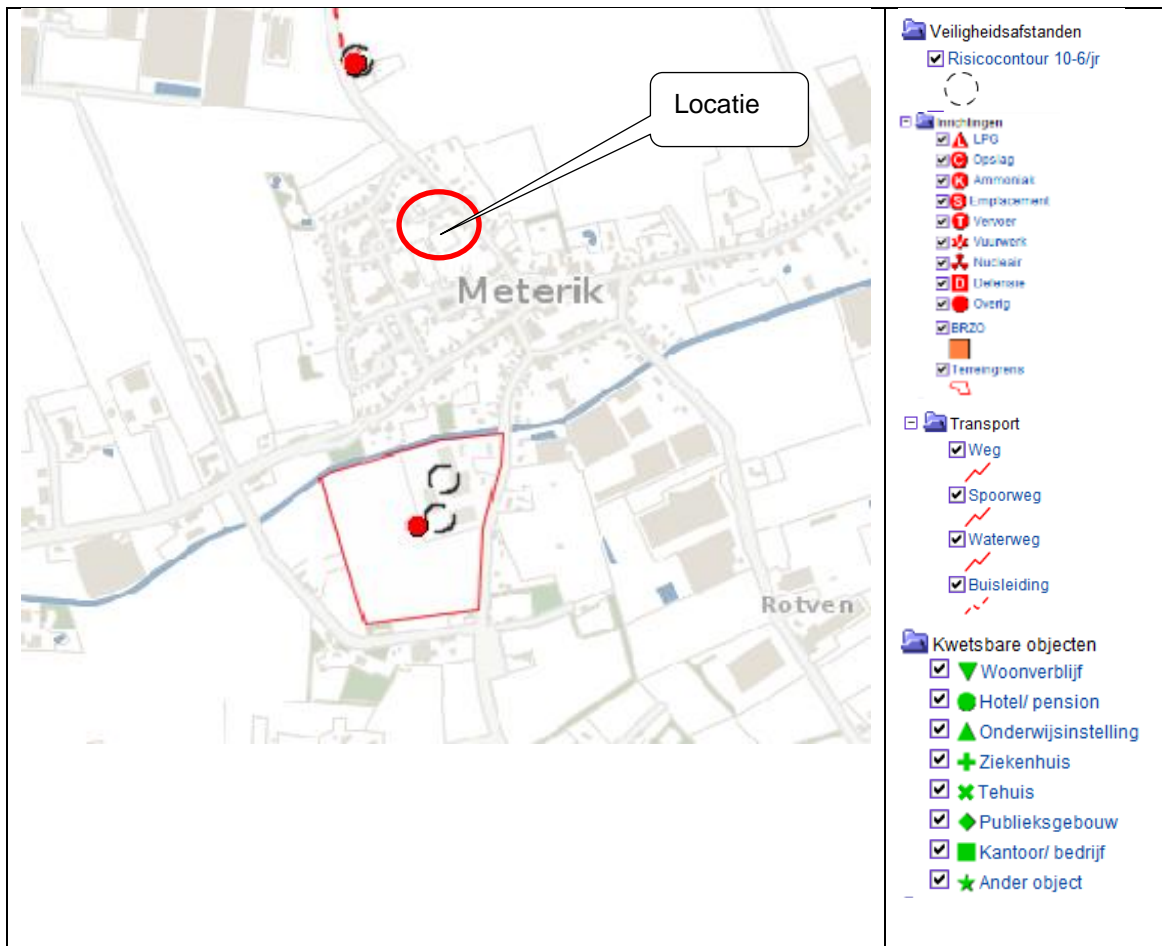 Locatie
Meterik
Rotven
Veiligheidsafstanden
Risicocontour 10-6/jr
Inrichtingen
LPG
C Opslag
K Ammoniak
S Emplacement
T Vervoer
Vuurwerk
Nucleair
D Defensie
Overig
BRZO
Terreingrens
Transport
Weg
Spoorweg
Waterweg
Buisleiding
Kwetsbare objecten
Woonverblijf
Hotel/ pension
Onderwijsinstelling
Ziekenhuis
Tehuis
Publieksgebouw
Kantoor/ bedrijf
Ander object